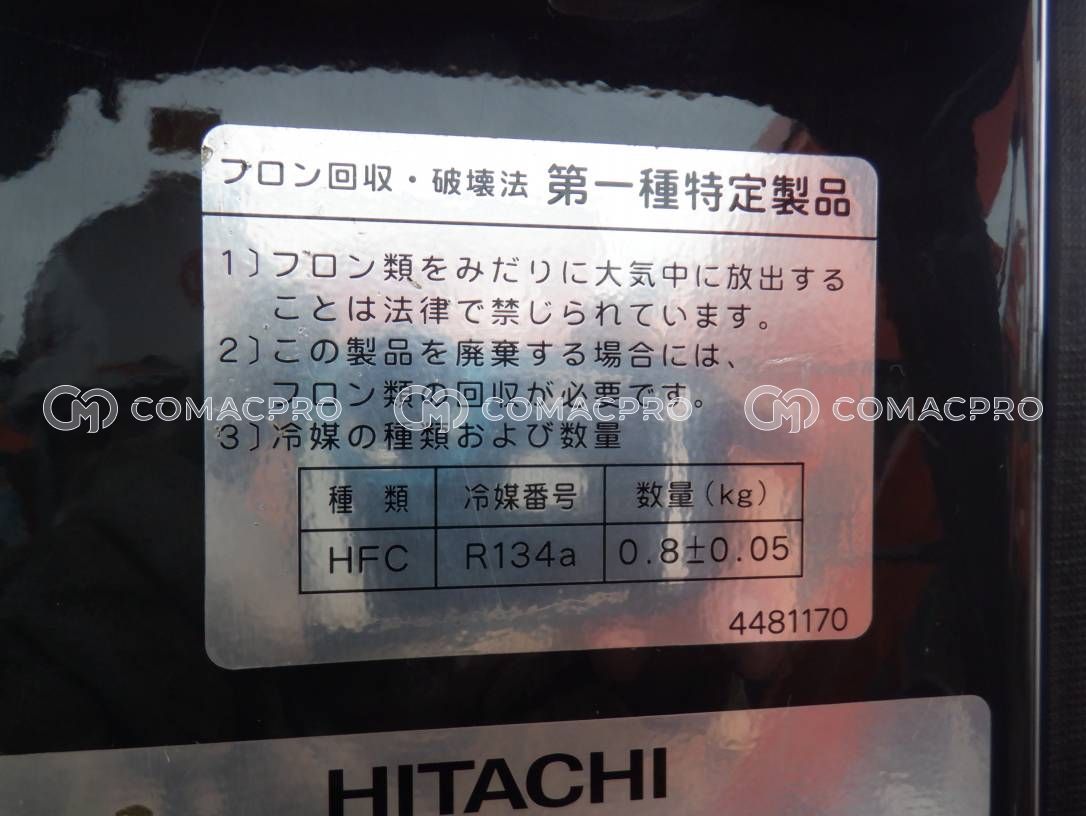 フロン回収・破壊法 第一種特定製品
1）フロン類をみだりに大気中に放出する
ことは法律で禁じられています。
2）この製品を廃棄する場合には、
フロン類の回収が必要です。
COMACPRO COMACPRO COMACPRO
3）冷媒の種類および数量
種類 冷媒番号 数量（kg）
HFC R134a 0.8±0.05
4481170
HITACHI